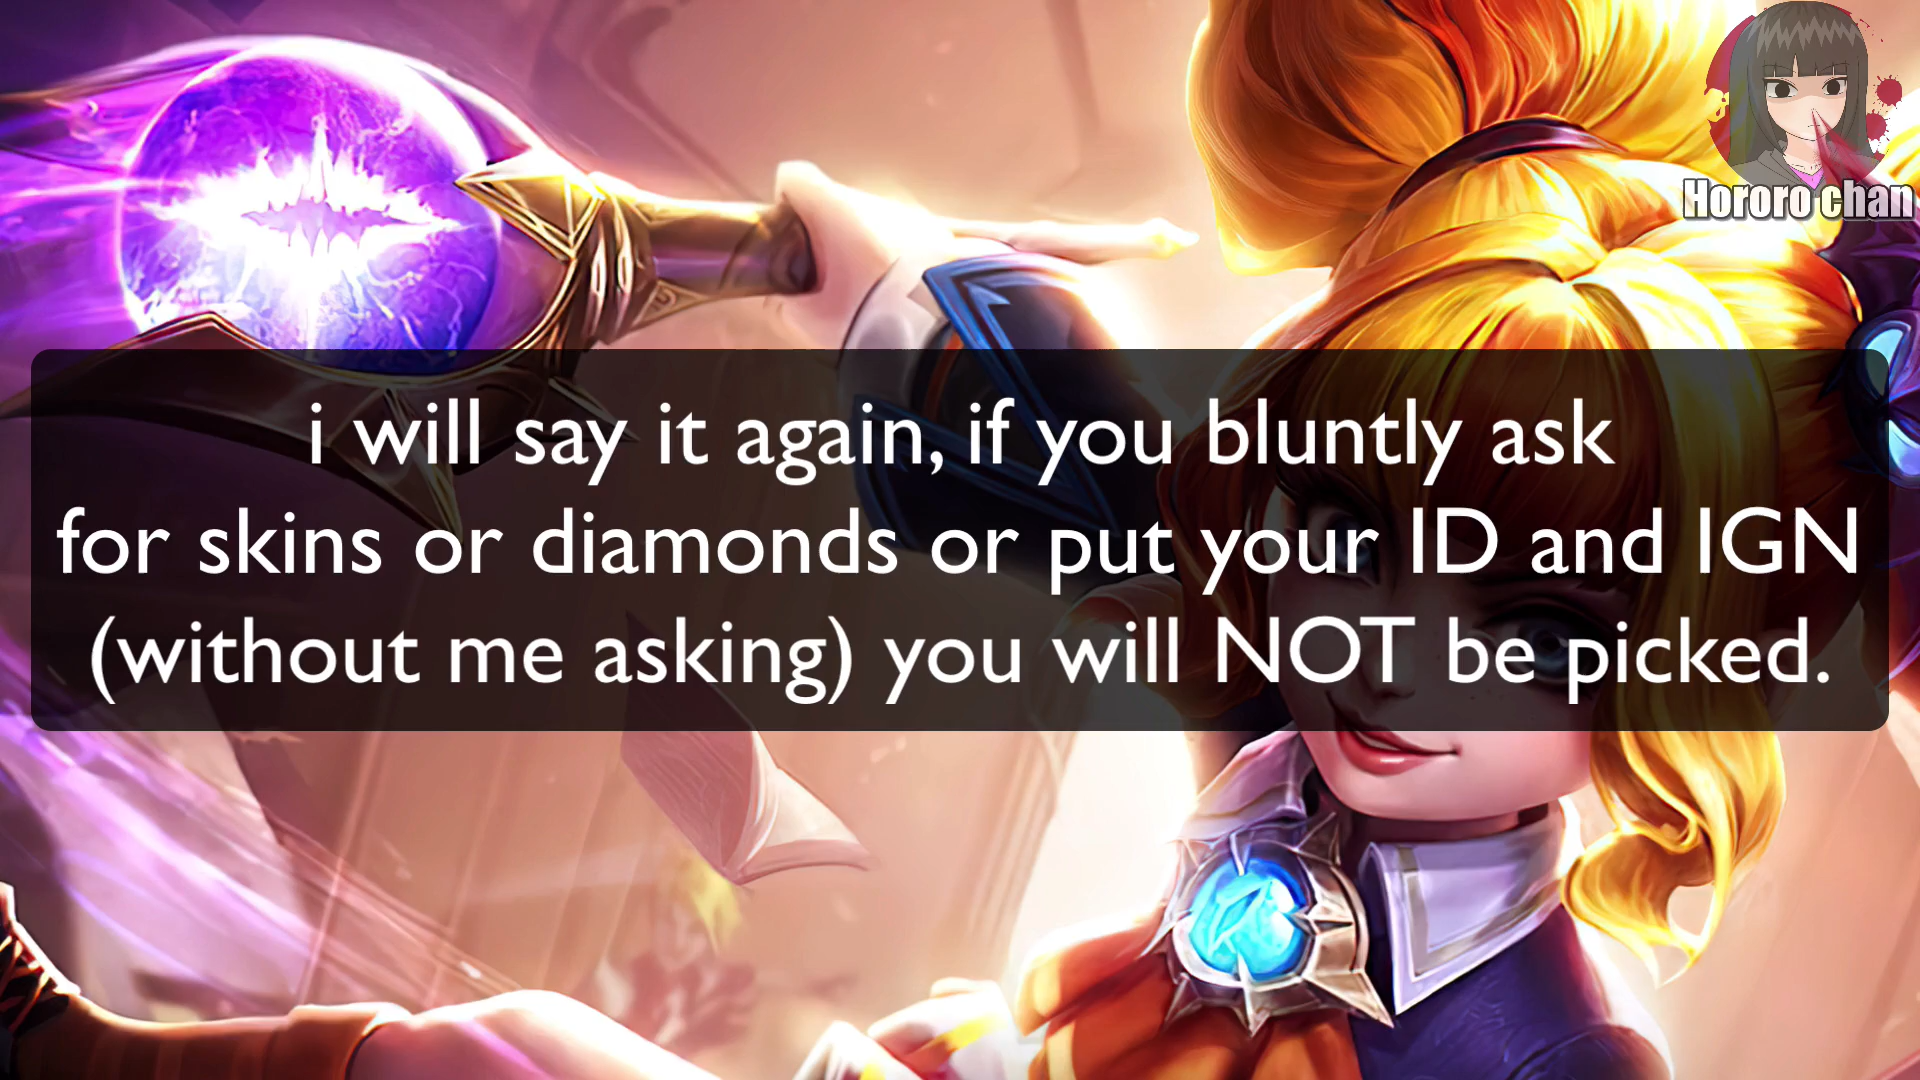 Hororo chan
i will say it again, if you bluntly ask
for skins or diamonds or put your ID and IGN
(without me asking) you will NOT be picked.